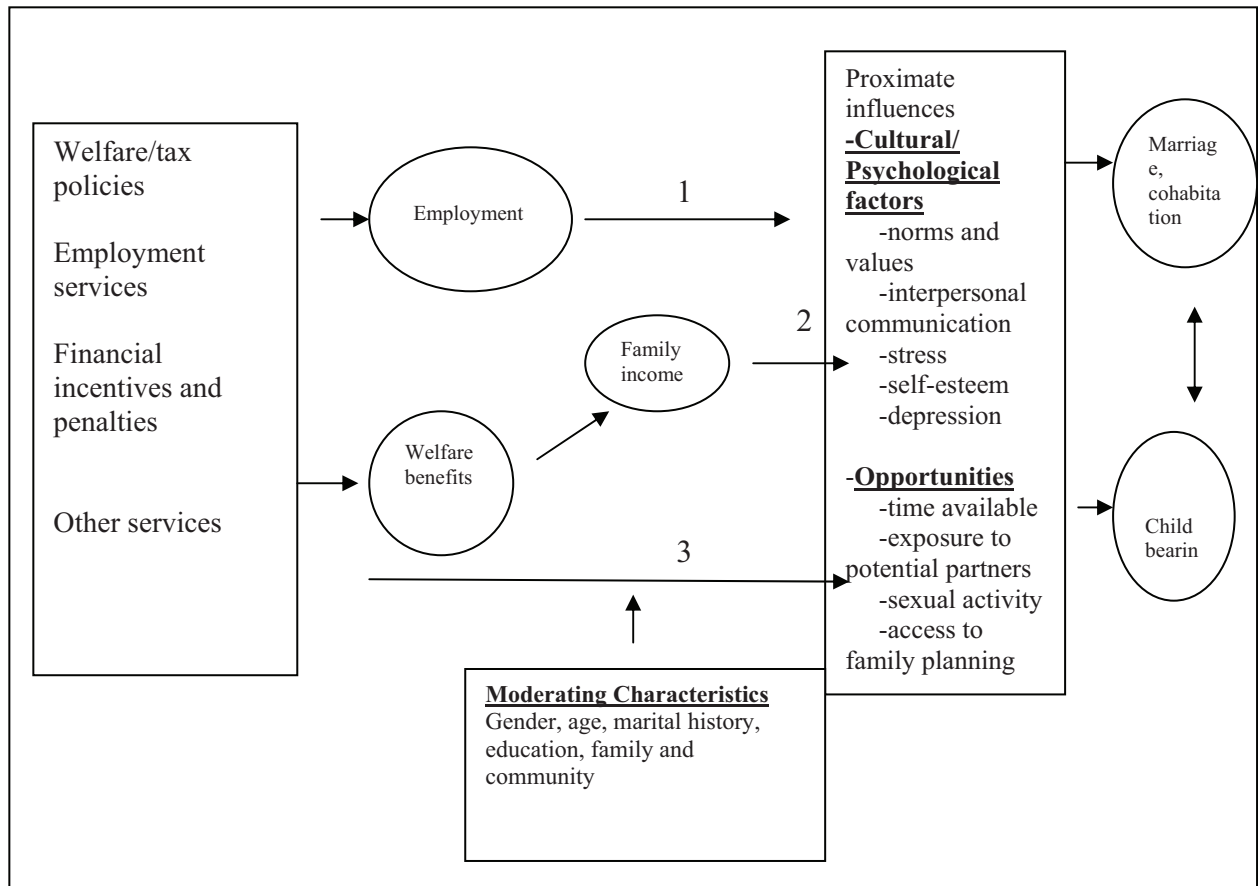 Welfare/tax
policies
Employment
services
Financial
incentives and
penalties
Other services
Employment
1
Family
income
2
Welfare
benefits
3
Moderating Characteristics
Gender, age, marital history,
education, family and
community
Proximate
influences
-Cultural/
Psychological
factors
-norms and
values
-interpersonal
communication
-stress
-self-esteem
-depression
-Opportunities
-time available
-exposure to
potential partners
-sexual activity
-access to
family planning
Marriag
e,
cohabita
tion
Child
bearin